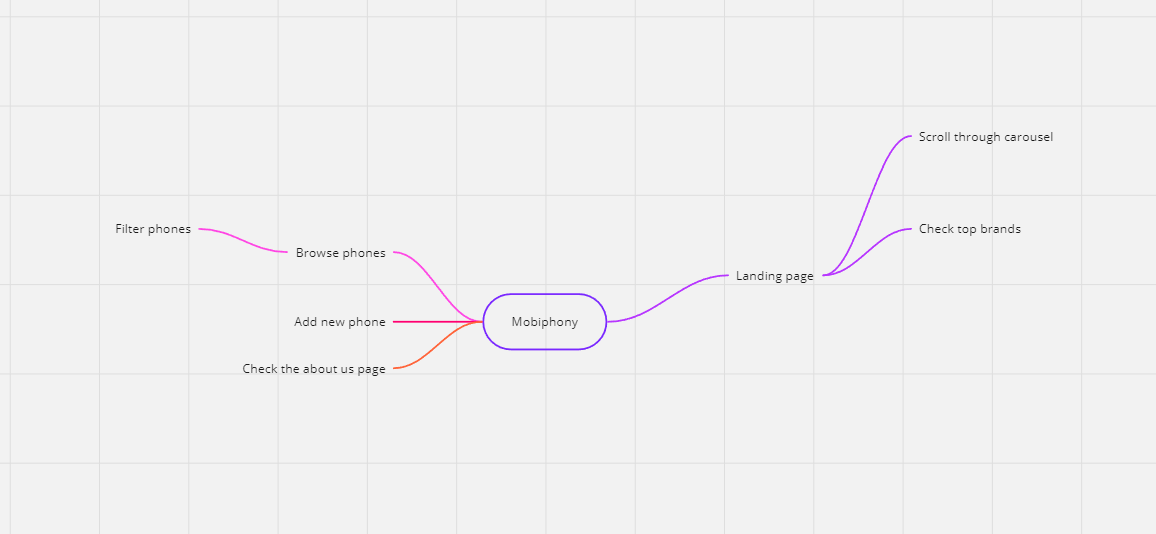 Scroll through carousel
Filter phones
Check top brands
Browse phones
Landing page
Add new phone
Mobiphony
Check the about us page